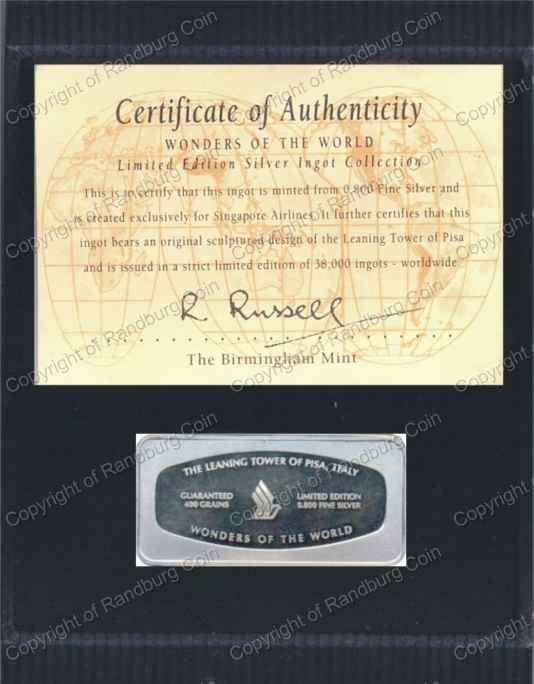 Certificate of Authenticity
WONDERS OF THE WORLD
Limited Edition Silver Ingot Collection
This is to certify that this ingot is minted from 0.800 Fine Silver and
is created exclusively for Singapore Airlines. It further certifies that this
ingot bears an original sculptured design of the Leaning Tower of Pisa
and is issued in a strict limited edition of 38,000 ingots - worldwide
R Russell
The Birmingham Mint
THE LEANING TOWER OF PISA, ITALY
GUARANTEED LIMITED EDITION
400 GRAINS 0.800 FINE SILVER
WONDERS OF THE WORLD
Copyright of Randburg Coin